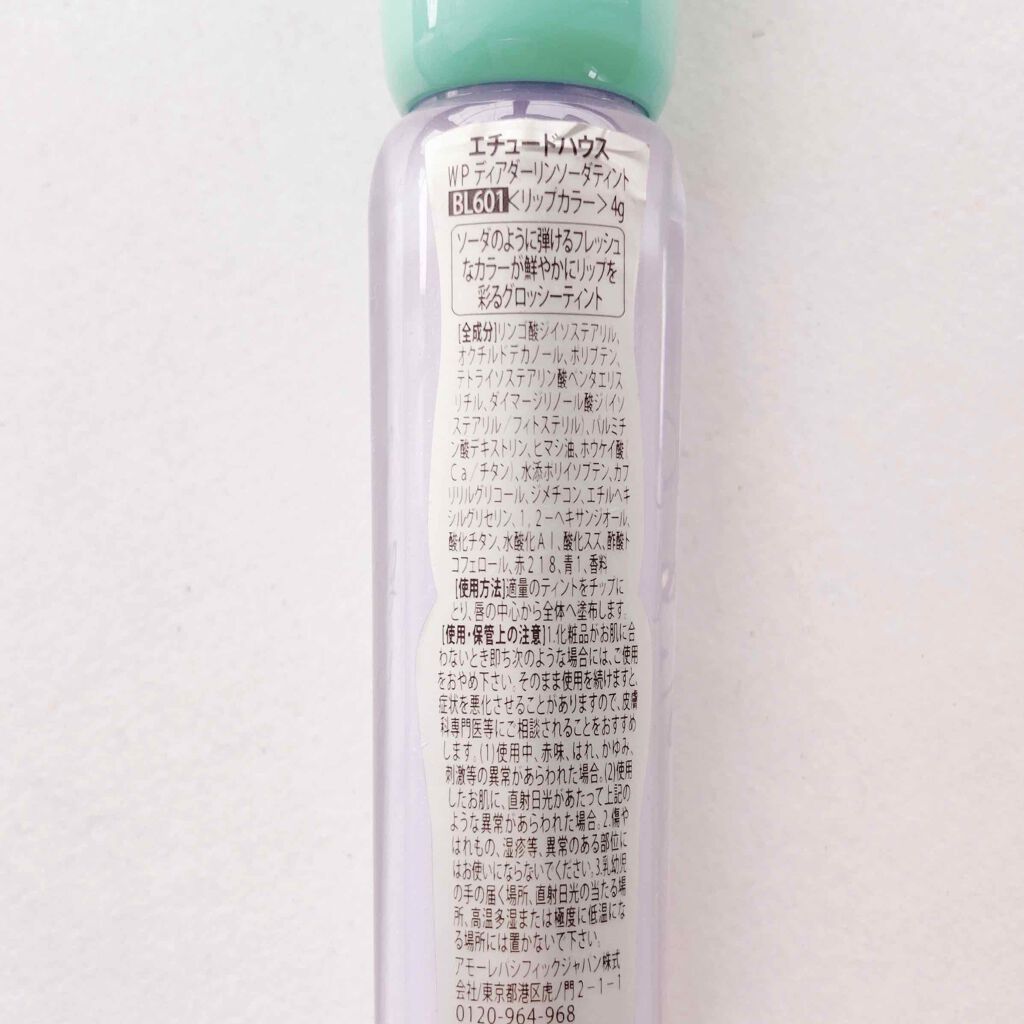 エチュードハウス
WP ディアダーリンソーダティント
BL601＜リップカラー＞4g
ソーダのように弾けるフレッシュ
なカラーが鮮やかにリップを
彩るグロッシーティント
[全成分]リンゴ酸ジイソステアリル、
オクチルドデカノール、ポリブテン、
テトライソステアリン酸ペンタエリス
リチル、ダイマージリノール酸ジ(イソ
ステアリル/フィトステリル)、パルミチ
ン酸デキストリン、ヒマシ油、ホウケイ酸
(Ca/チタン)、水添ポリイソブテン、カプ
リリルグリコール、ジメチコン、エチルヘキ
シルグリセリン、1,2-ヘキサンジオール、
酸化チタン、水酸化Al、酸化スズ、酢酸ト
コフェロール、赤218、青1、香料
[使用方法]適量のティントをチップに
とり、唇の中心から全体へ塗布します。
[使用・保管上の注意]1.化粧品がお肌に合
わないとき即ち次のような場合には、ご使用
をおやめ下さい。そのまま使用を続けますと、
症状を悪化させることがありますので、皮膚
科専門医等にご相談されることをおすすめ
します。(1)使用中、赤味、はれ、かゆみ、
刺激等の異常があらわれた場合。(2)使用
したお肌に、直射日光があたって上記の
ような異常があらわれた場合。2.傷や
はれもの、湿疹等、異常のある部位に
はお使いにならないでください。3.乳幼児
の手の届く場所、直射日光の当たる場
所、高温多湿または極度に低温にな
る場所には置かないで下さい。
アモーレパシフィックジャパン株式
会社/東京都港区虎ノ門2-1-1
0120-964-968